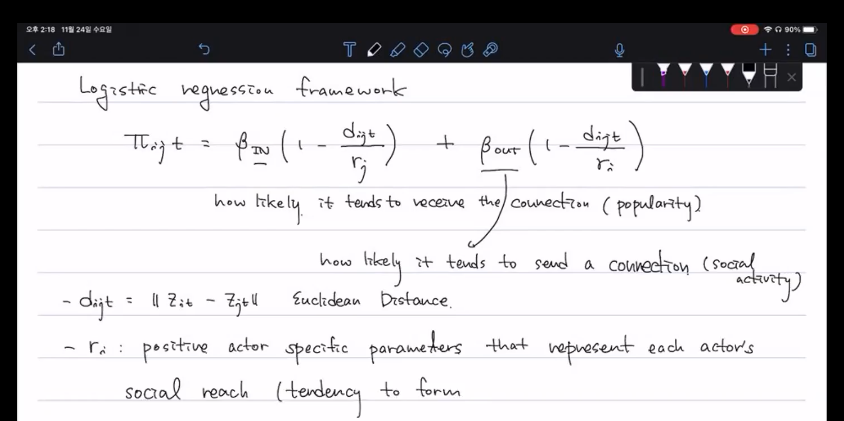 오후 2:18 11월 24일 수요일
90%
Logistic regression framework
πijt = βIN (1 - dijt/rj) + βout (1 - dijt/ri)
how likely it tends to receive the connection (popularity)
how likely it tends to send a connection (social activity)
- dijt = ||Zit - Zjt|| Euclidean Distance.
- ri : positive actor specific parameters that represent each actor's
social reach (tendency to form